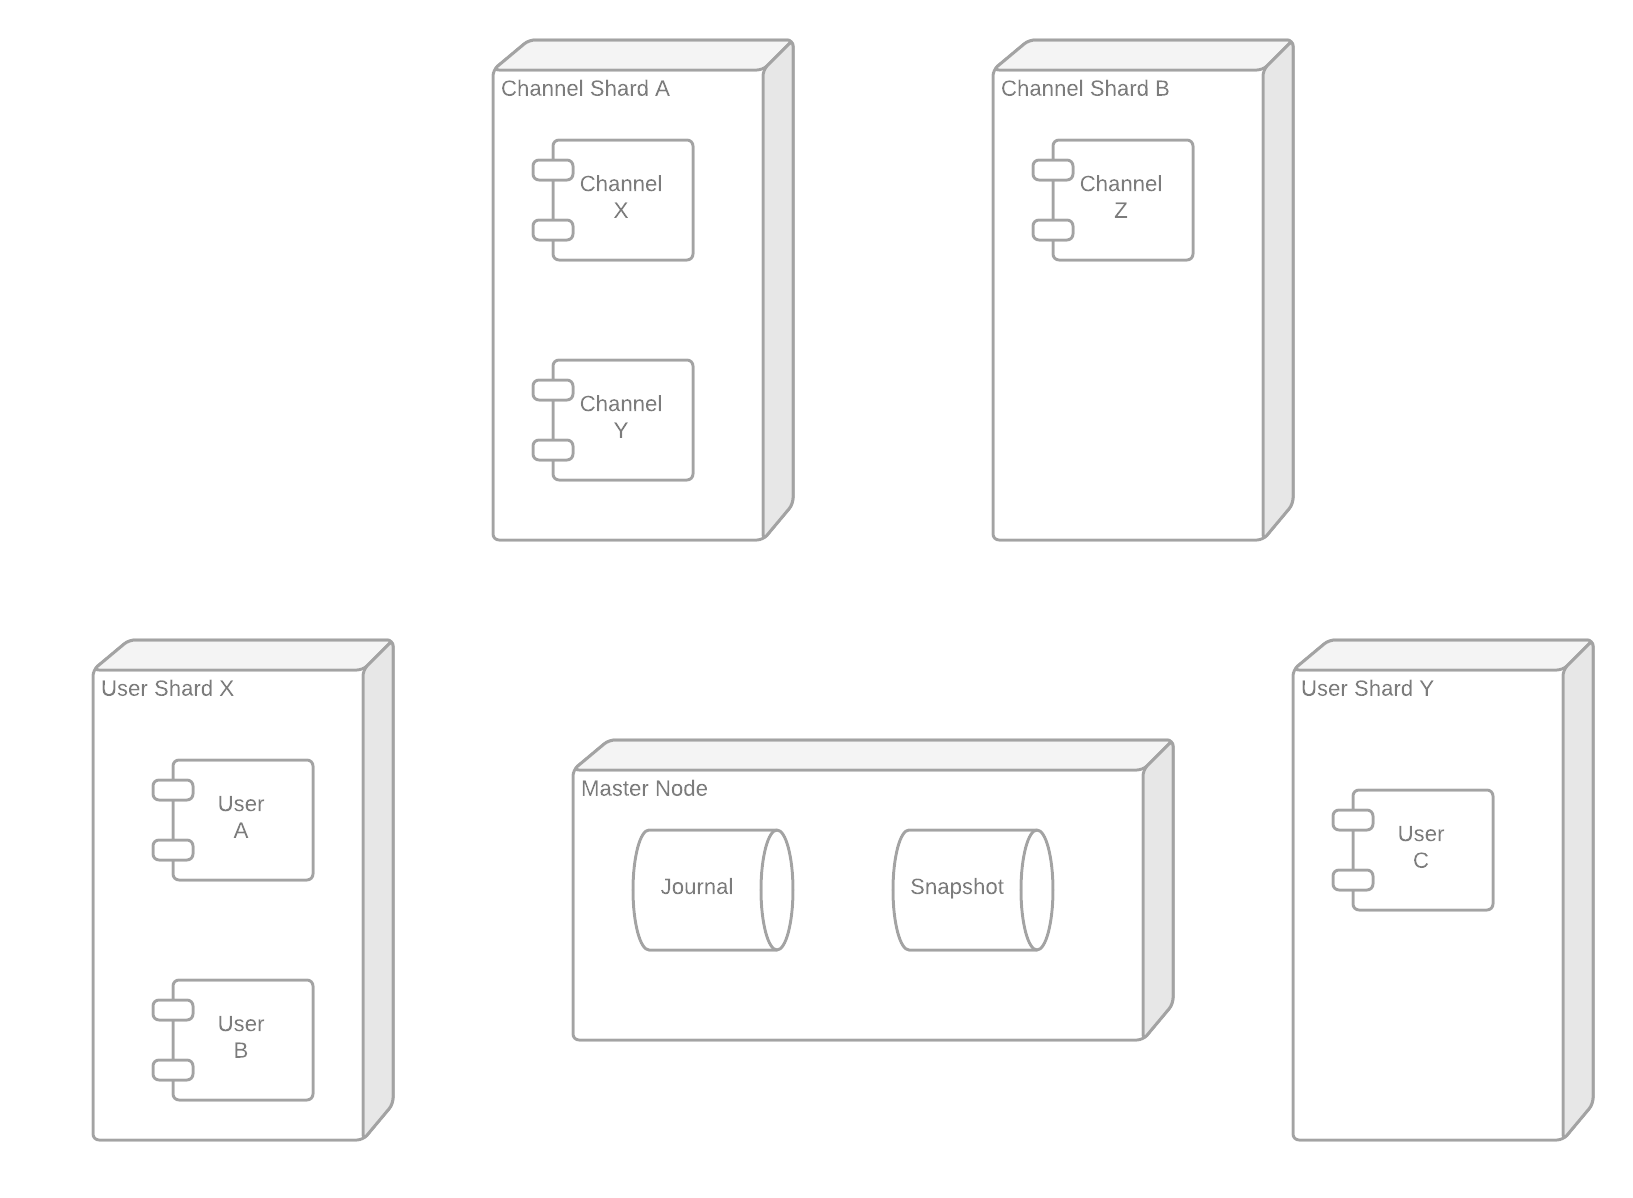 Channel Shard A
Channel
X
Channel
Y
Channel Shard B
Channel
Z
User Shard X
User
A
User
B
Master Node
Journal
Snapshot
User Shard Y
User
C